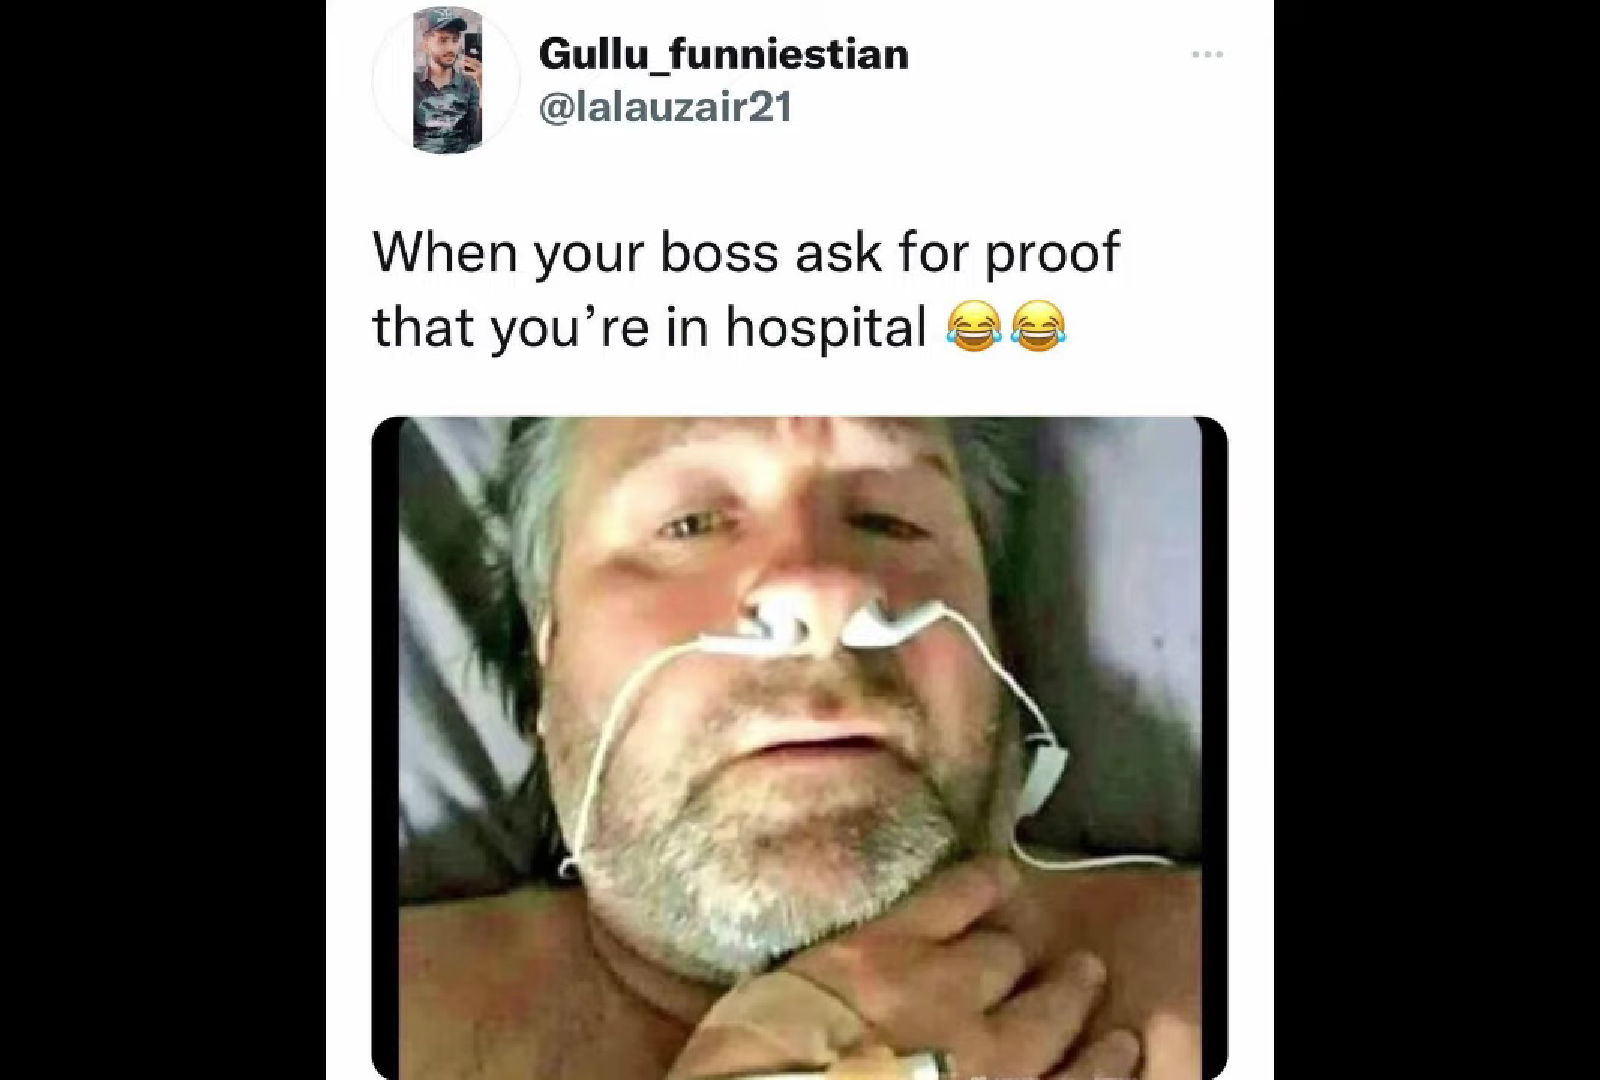 Gullu_funniestian
@lalauzair21
When your boss ask for proof
that you’re in hospital 😂😂